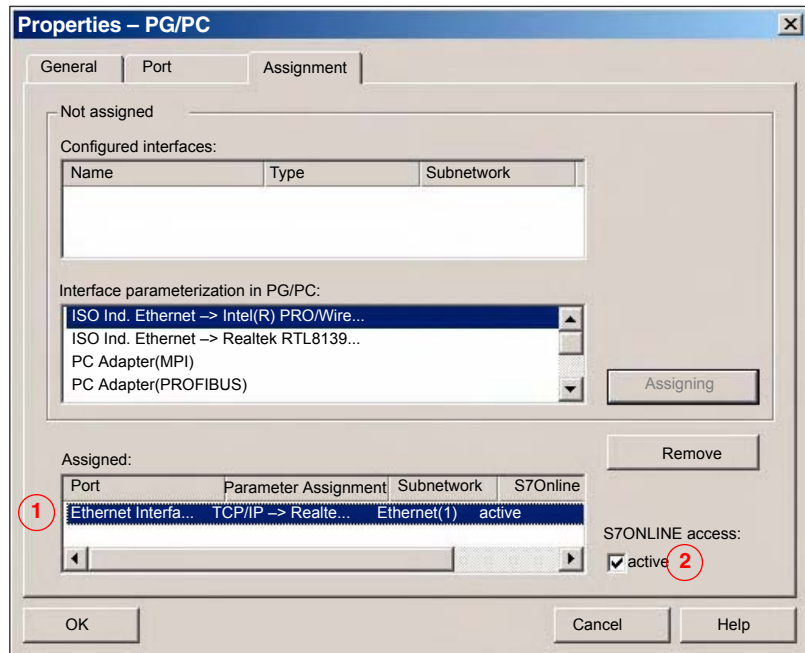 Properties – PG/PC
General Port Assignment
Not assigned
Configured interfaces:
Name Type Subnetwork
Interface parameterization in PG/PC:
ISO Ind. Ethernet –> Intel(R) PRO/Wire...
ISO Ind. Ethernet –> Realtek RTL8139...
PC Adapter(MPI)
PC Adapter(PROFIBUS)
Assigning
Remove
Assigned:
Port Parameter Assignment Subnetwork S7Online
1 Ethernet Interfa... TCP/IP –> Realte... Ethernet(1) active
S7ONLINE access:
active 2
OK Cancel Help